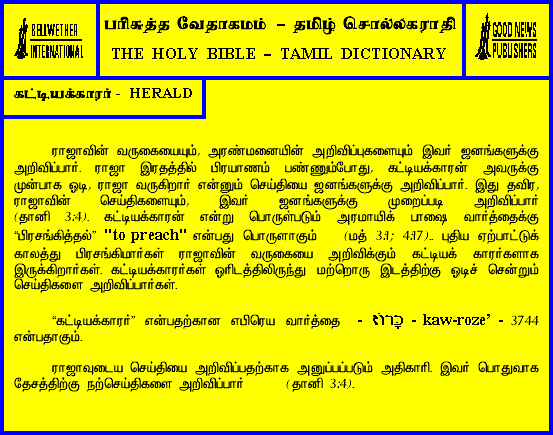 BELLWETHER
INTERNATIONAL
பரிசுத்த வேதாகமம் – தமிழ் சொல்லகராதி
THE HOLY BIBLE – TAMIL DICTIONARY
GOOD NEWS
PUBLISHERS
கட்டியக்காரர் - HERALD
ராஜாவின் வருகையையும், அரண்மனையின் அறிவிப்புகளையும் இவர் ஜனங்களுக்கு
அறிவிப்பார். ராஜா இரதத்தில் பிரயாணம் பண்ணும்போது, கட்டியக்காரன் அவருக்கு
முன்பாக ஓடி, ராஜா வருகிறார் என்னும் செய்தியை ஜனங்களுக்கு அறிவிப்பார். இது தவிர,
ராஜாவின் செய்திகளையும், இவர் ஜனங்களுக்கு முறைப்படி அறிவிப்பார்
(தானி 3:4). கட்டியக்காரன் என்று பொருள்படும் அரமாயிக் பாஷை வார்த்தைக்கு
“பிரசங்கித்தல்” "to preach" என்பது பொருளாகும் (மத் 3:1; 4:17).. புதிய ஏற்பாட்டுக்
காலத்து பிரசங்கிமார்கள் ராஜாவின் வருகையை அறிவிக்கும் கட்டியக் காரர்களாக
இருக்கிறார்கள். கட்டியக்காரர்கள் ஓரிடத்திலிருந்து மற்றொரு இடத்திற்கு ஓடிச் சென்றும்
செய்திகளை அறிவிப்பார்கள்.
“கட்டியக்காரர்” என்பதற்கான எபிரெய வார்த்தை - כָּרוֹז - kaw-roze’ - 3744
என்பதாகும்.
ராஜாவுடைய செய்தியை அறிவிப்பதற்காக அனுப்பப்படும் அதிகாரி. இவர் பொதுவாக
தேசத்திற்கு நற்செய்திகளை அறிவிப்பார் (தானி 3:4).